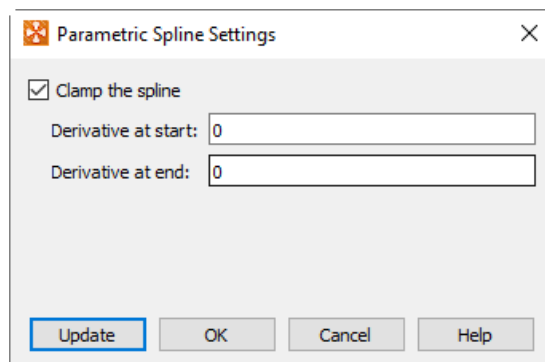 Parametric Spline Settings
Clamp the spline
Derivative at start: 0
Derivative at end: 0
Update OK Cancel Help